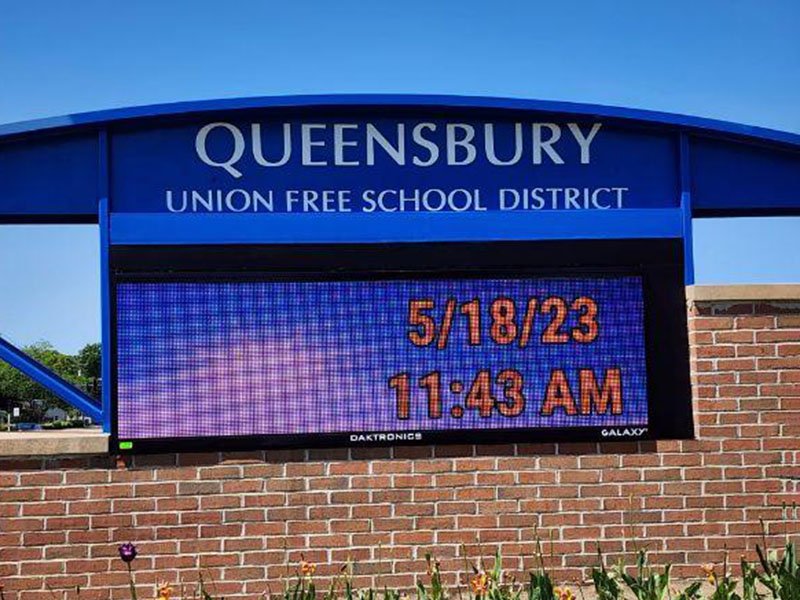 QUEENSBURY
UNION FREE SCHOOL DISTRICT
5/18/23
11:43 AM
DAKTRONICS GALAXY